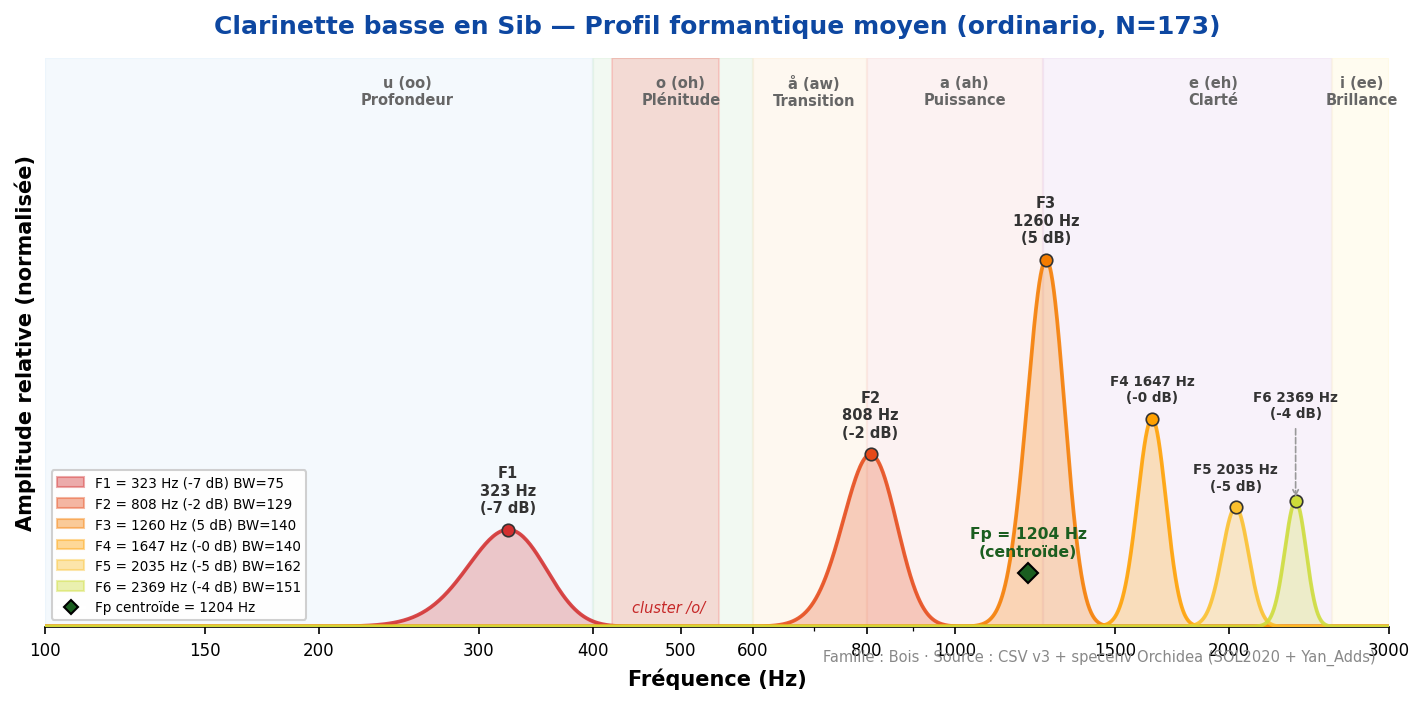 Clarinette basse en Sib — Profil formantique moyen (ordinario, N=173)
u (oo)
Profondeur
o (oh)
Plénitude
å (aw)
Transition
a (ah)
Puissance
e (eh)
Clarté
i (ee)
Brillance
Amplitude relative (normalisée)
F1
323 Hz
(-7 dB)
F2
808 Hz
(-2 dB)
F3
1260 Hz
(5 dB)
F4 1647 Hz
(-0 dB)
F5 2035 Hz
(-5 dB)
F6 2369 Hz
(-4 dB)
Fp = 1204 Hz
(centroïde)
cluster /o/
F1 = 323 Hz (-7 dB) BW=75
F2 = 808 Hz (-2 dB) BW=129
F3 = 1260 Hz (5 dB) BW=140
F4 = 1647 Hz (-0 dB) BW=140
F5 = 2035 Hz (-5 dB) BW=162
F6 = 2369 Hz (-4 dB) BW=151
Fp centroïde = 1204 Hz
100 150 200 300 400 500 600 800 1000 1500 2000 3000
Famille : Bois · Source : CSV v3 + specenv Orchidea (SOL2020 + Yan_Adds)
Fréquence (Hz)